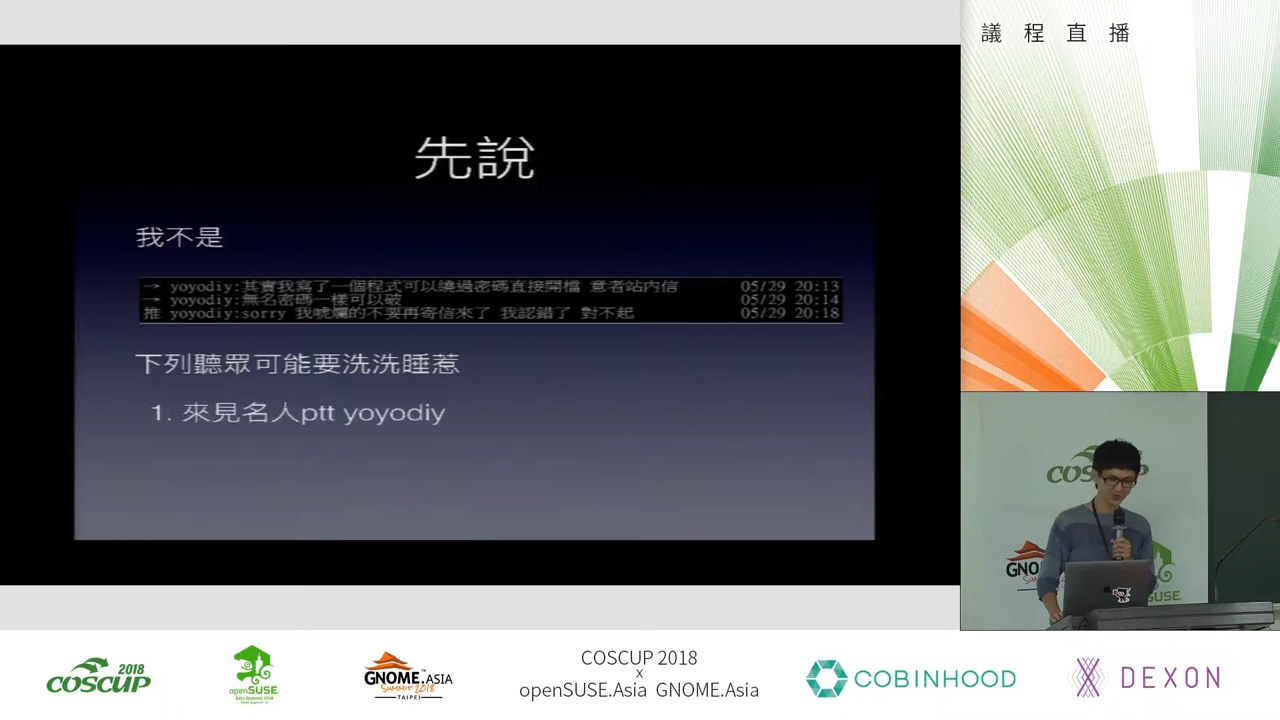 議程直播
先說
我不是
→ yoyodiy:其實我寫了一個程式可以繞過密碼直接開檔 意者站內信 05/29 20:13
→ yoyodiy:無名密碼一樣可以破 05/29 20:14
推 yoyodiy:sorry 我唬爛的不要再寄信來了 我認錯了 對不起 05/29 20:18
下列聽眾可能要洗洗睡惹
1. 來見名人ptt yoyodiy
COSCUP 2018
openSUSE
GNOME.ASIA
SUMMIT 2018
TAIPEI
COSCUP 2018
x
openSUSE.Asia GNOME.Asia
COBINHOOD
DEXON